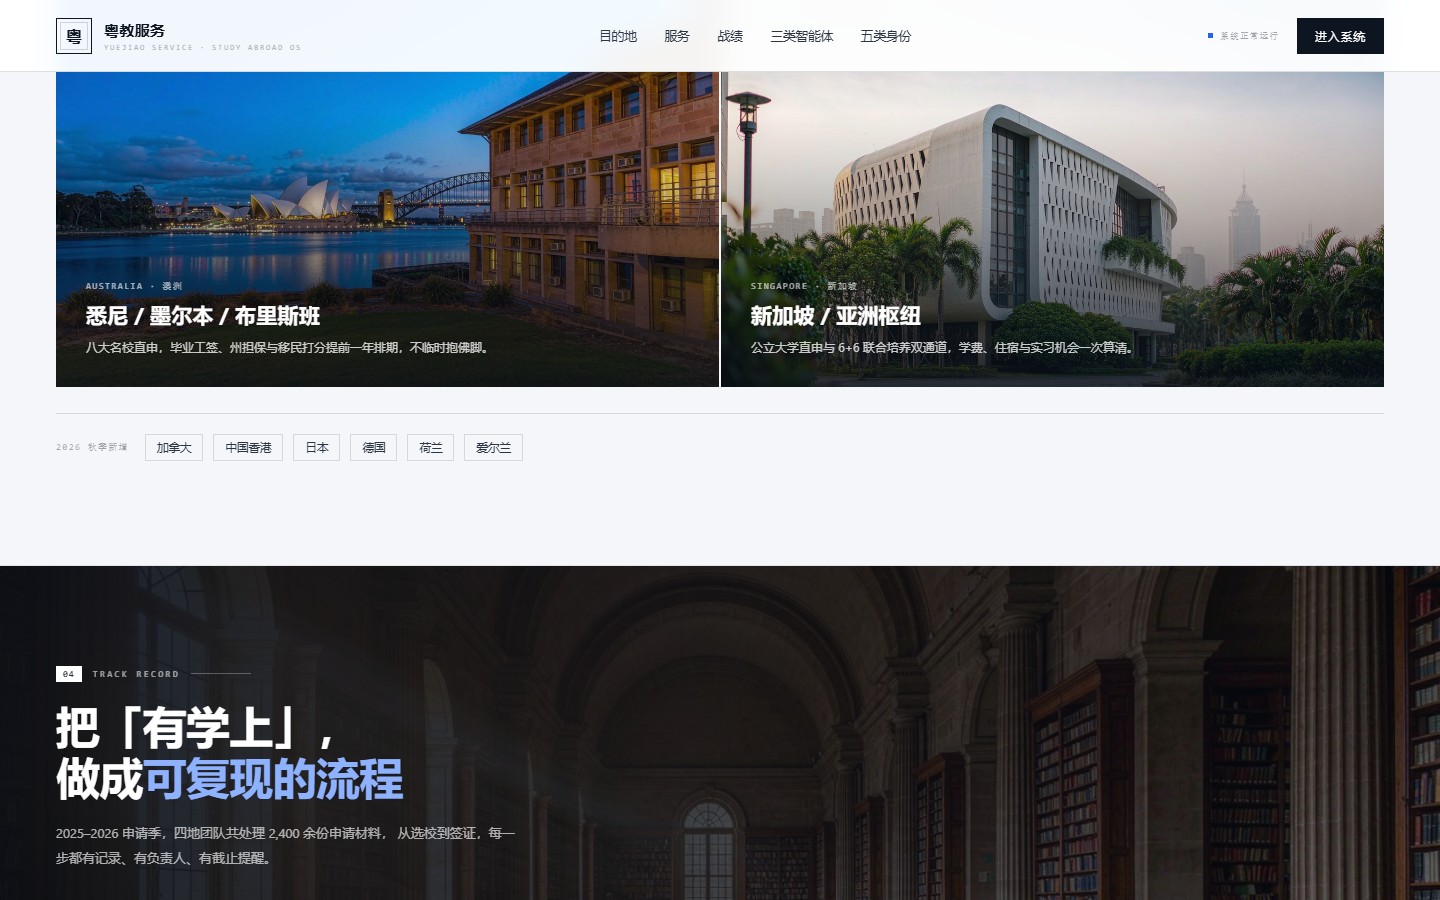 粤
粤教服务
YUEJIAO SERVICE · STUDY ABROAD OS
目的地
服务
战绩
三类智能体
五类身份
系统正常运行
进入系统
AUSTRALIA · 澳洲
悉尼 / 墨尔本 / 布里斯班
八大名校直申，毕业工签、州担保与移民打分提前一年排期，不临时抱佛脚。
SINGAPORE · 新加坡
新加坡 / 亚洲枢纽
公立大学直申与 6+6 联合培养双通道，学费、住宿与实习机会一次算清。
2026 秋季新增
加拿大
中国香港
日本
德国
荷兰
爱尔兰
04
TRACK RECORD
把「有学上」，
做成可复现的流程
2025–2026 申请季，四地团队共处理 2,400 余份申请材料， 从选校到签证，每一
步都有记录、有负责人、有截止提醒。